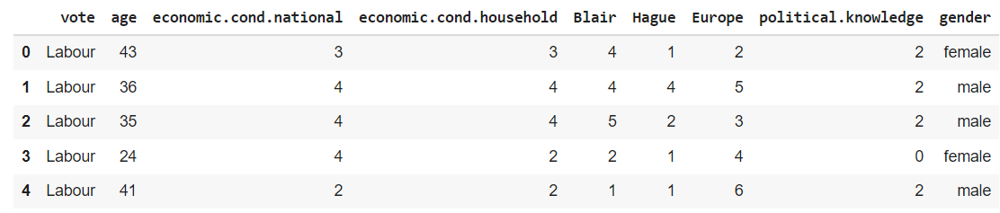 vote age economic.cond.national economic.cond.household Blair Hague Europe political.knowledge gender
0 Labour 43 3 3 4 1 2 2 female
1 Labour 36 4 4 4 4 5 2 male
2 Labour 35 4 4 5 2 3 2 male
3 Labour 24 4 2 2 1 4 0 female
4 Labour 41 2 2 1 1 6 2 male